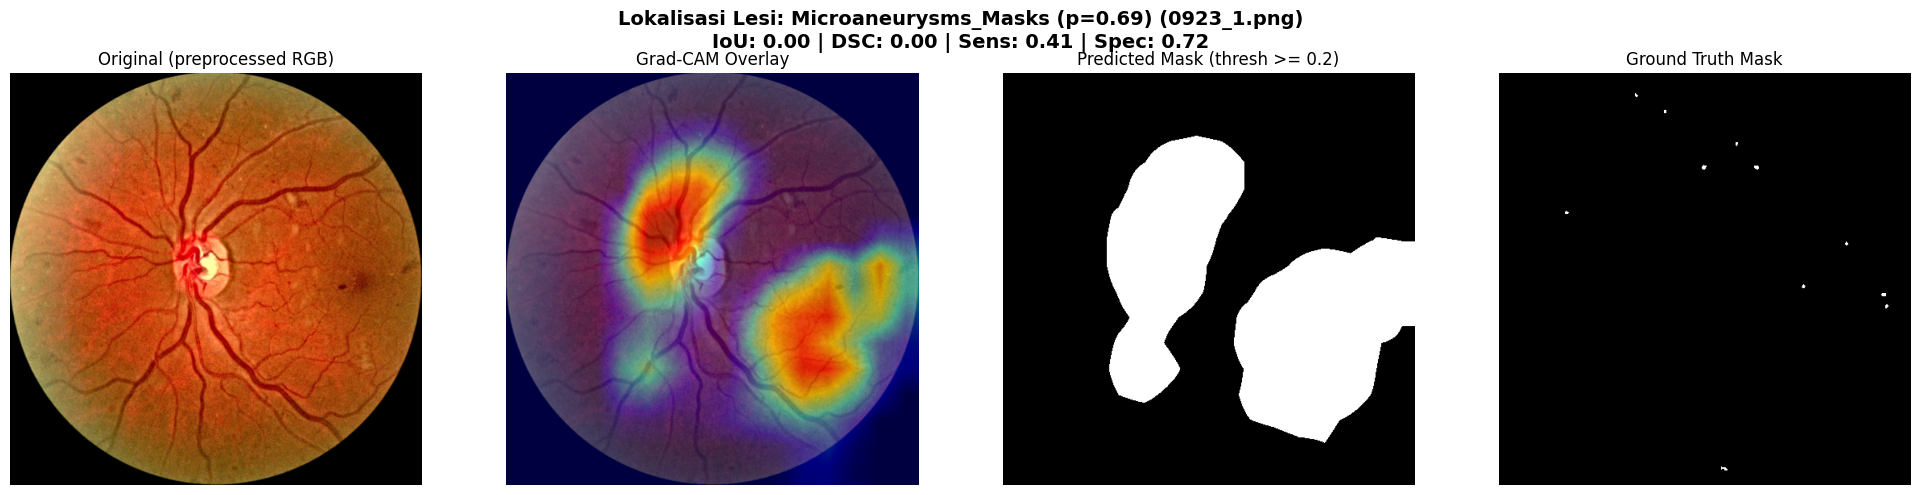 Lokalisasi Lesi: Microaneurysms_Masks (p=0.69) (0923_1.png)
IoU: 0.00 | DSC: 0.00 | Sens: 0.41 | Spec: 0.72
Original (preprocessed RGB)
Grad-CAM Overlay
Predicted Mask (thresh >= 0.2)
Ground Truth Mask